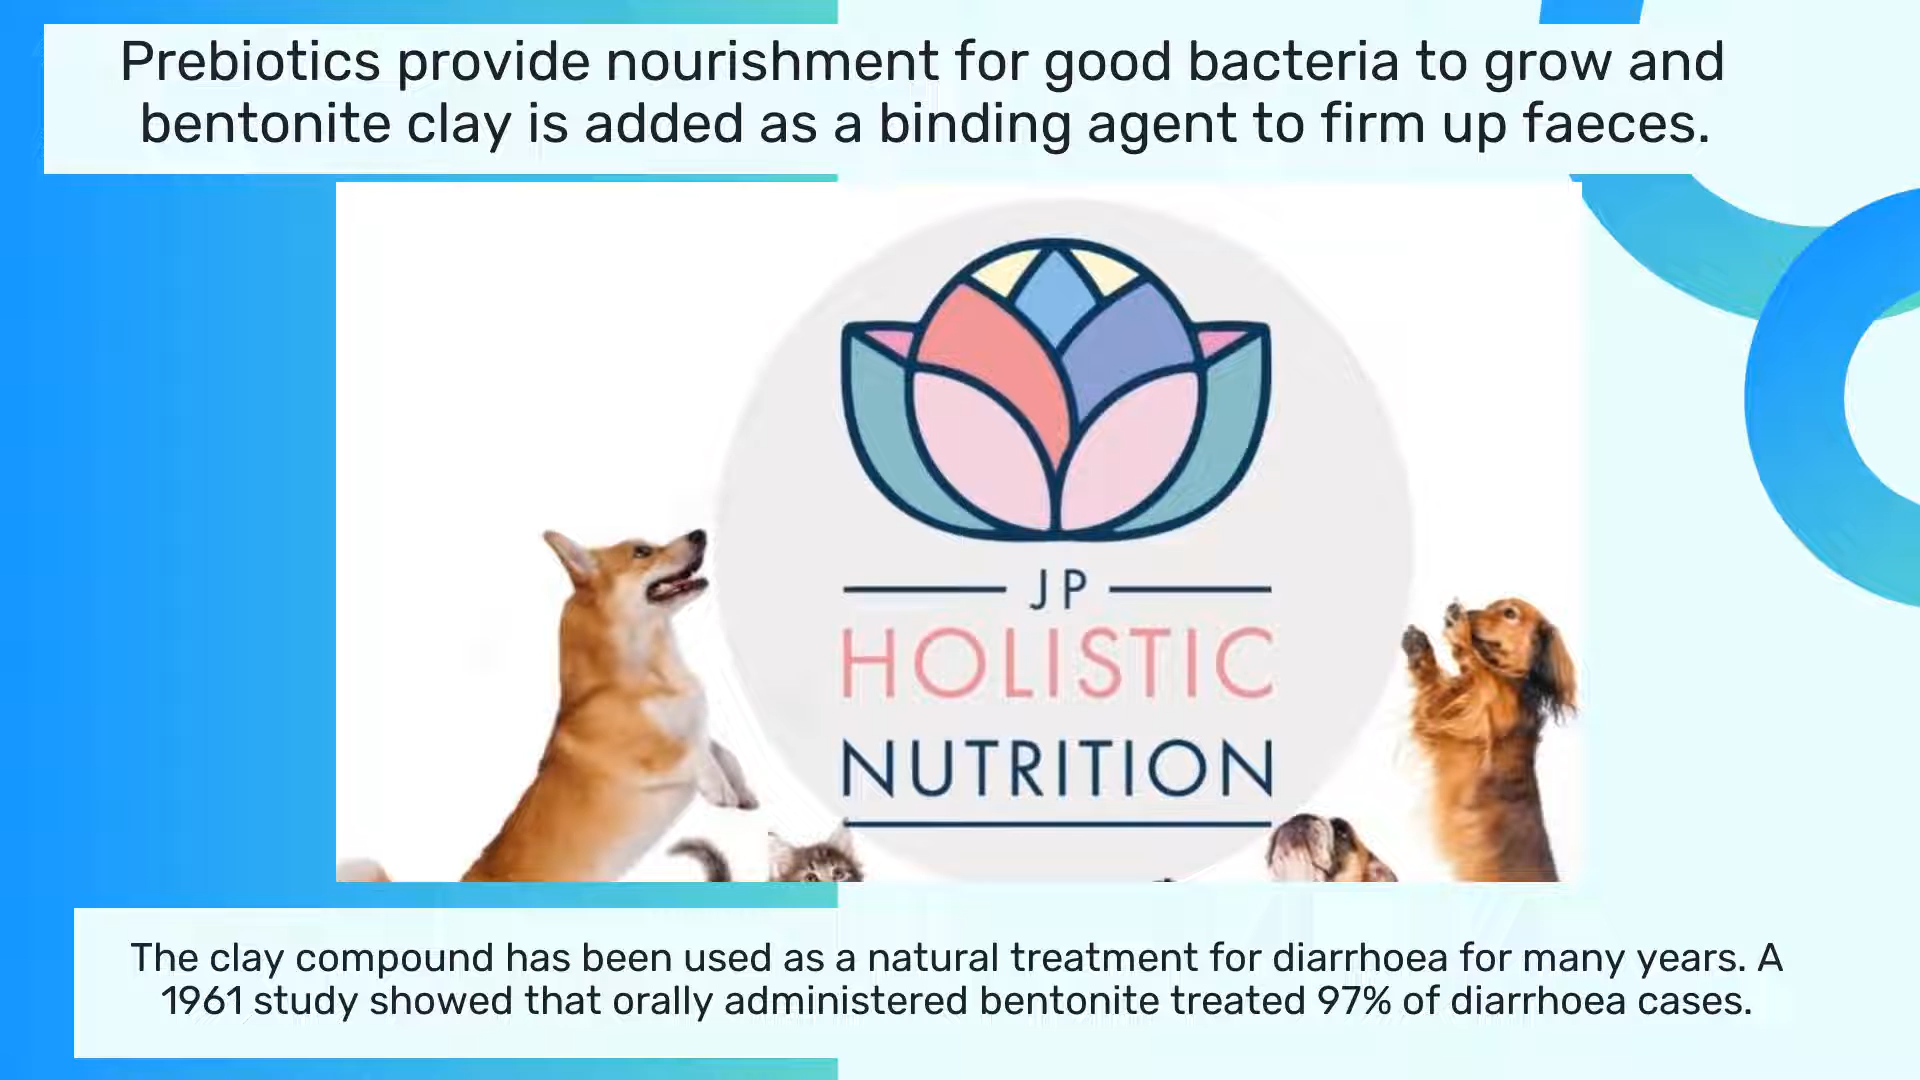 Prebiotics provide nourishment for good bacteria to grow and
bentonite clay is added as a binding agent to firm up faeces.
JP
HOLISTIC
NUTRITION
The clay compound has been used as a natural treatment for diarrhoea for many years. A
1961 study showed that orally administered bentonite treated 97% of diarrhoea cases.